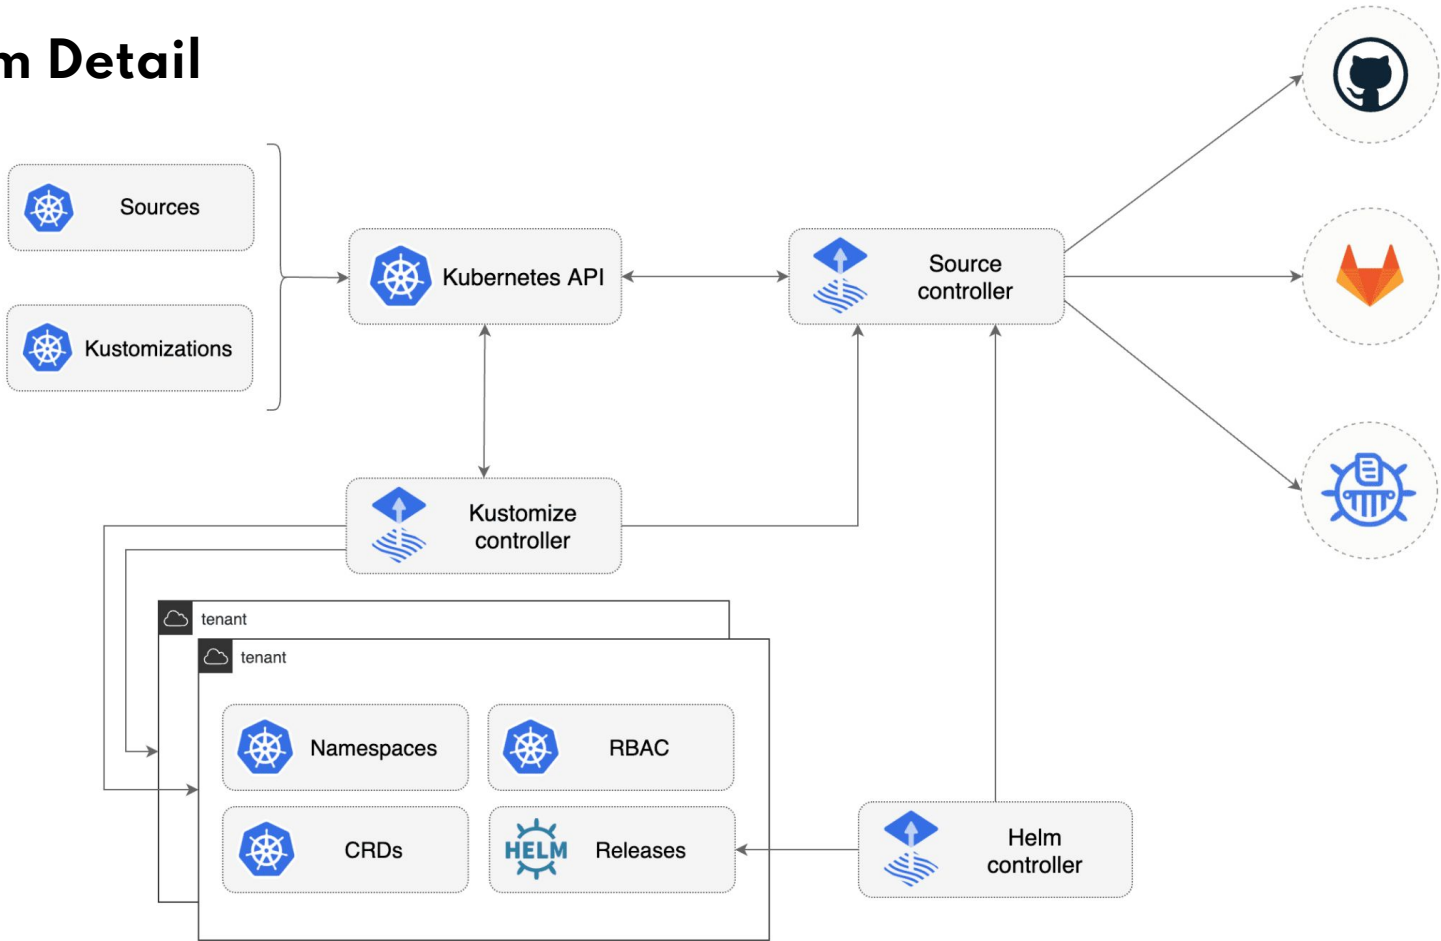 m Detail
Sources
Kustomizations
Kubernetes API
Source
controller
Kustomize
controller
tenant
tenant
Namespaces
RBAC
CRDs
HELM
Releases
Helm
controller